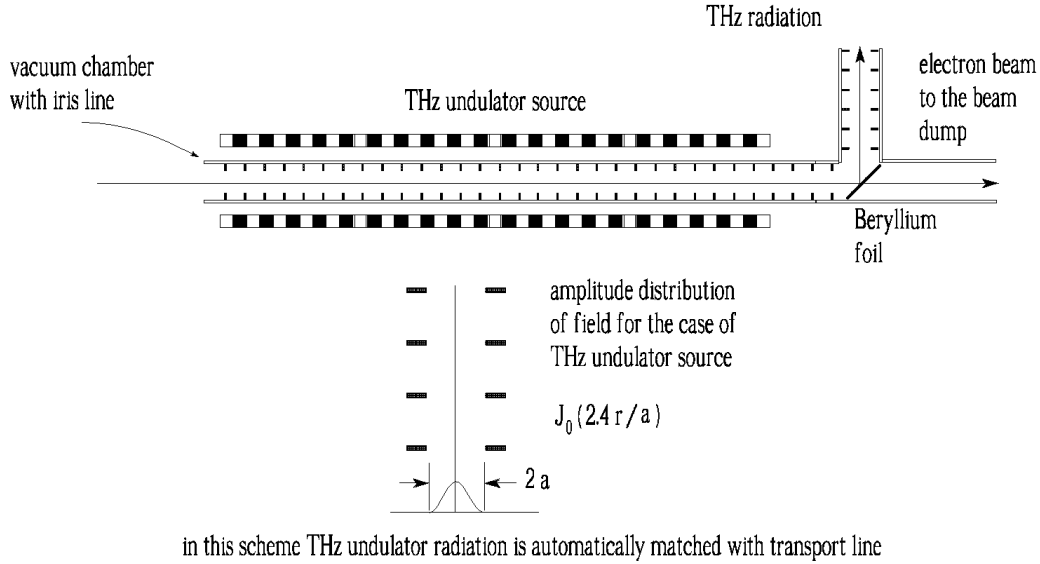 THz radiation
vacuum chamber
with iris line
THz undulator source
electron beam
to the beam
dump
Beryllium
foil
amplitude distribution
of field for the case of
THz undulator source
J₀(2.4 r/a)
2 a
in this scheme THz undulator radiation is automatically matched with transport line